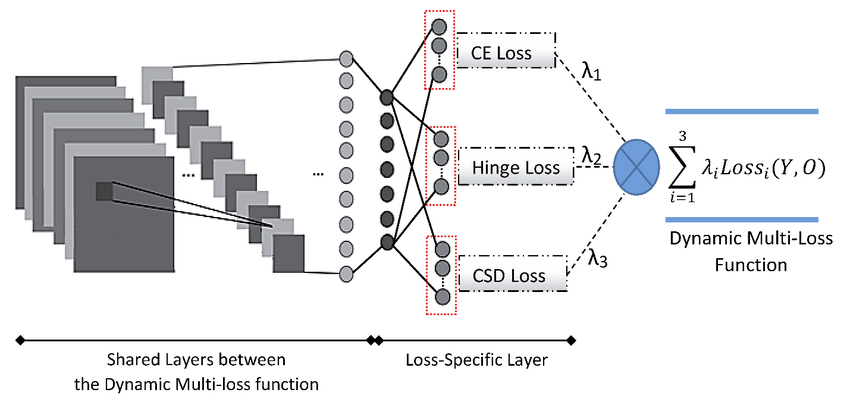 CE Loss
λ1
Hinge Loss
λ2
CSD Loss
λ3
...
...
3
∑ λiLossi(Y, O)
i=1
Dynamic Multi-Loss
Function
Shared Layers between
the Dynamic Multi-loss function
Loss-Specific Layer